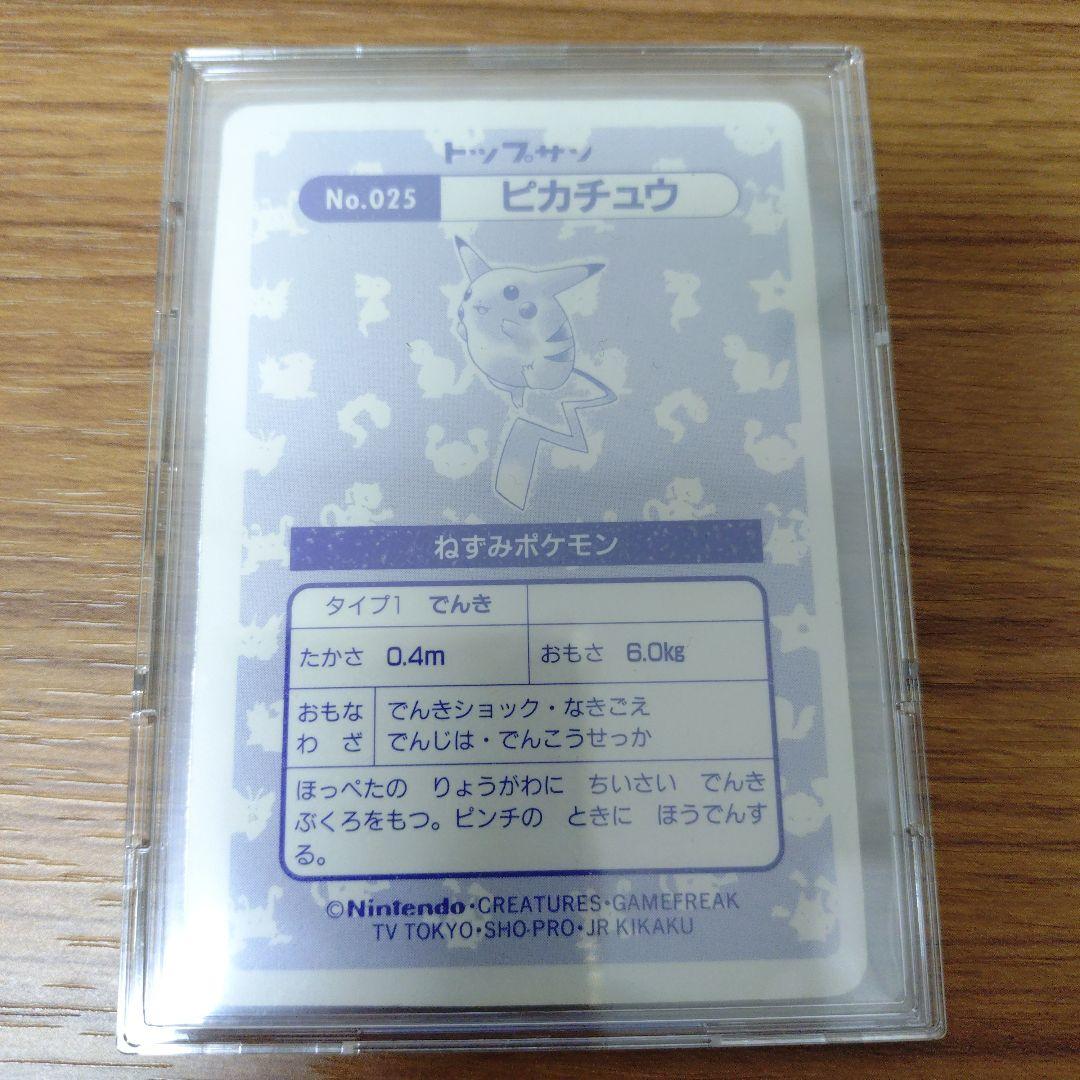 トップサン
No.025 ピカチュウ
ねずみポケモン
タイプ1 でんき
たかさ 0.4m おもさ 6.0kg
おもな でんきショック・なきごえ
わ ざ でんじは・でんこうせっか
ほっぺたの りょうがわに ちいさい でんき
ぶくろをもつ。ピンチの ときに ほうでんす
る。
©Nintendo・CREATURES・GAMEFREAK
TV TOKYO・SHO-PRO・JR KIKAKU